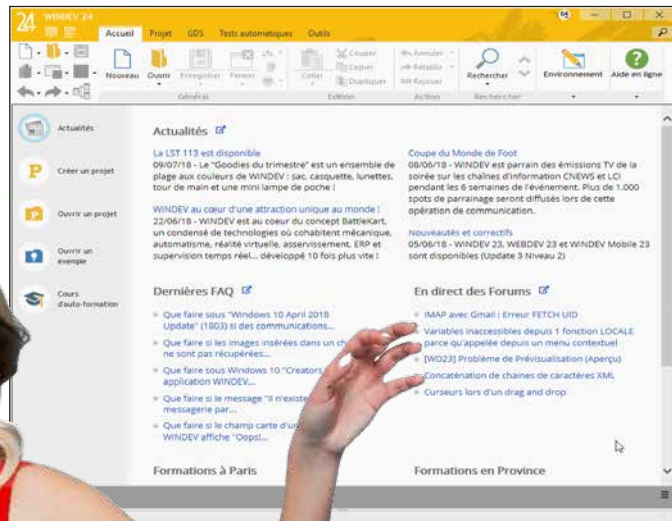 24 WINDEV 24
64
Accueil Projet GDS Tests automatiques Outils
Nouveau Ouvrir Enregistrer Fermer Coller Couper Copier Dupliquer Annuler Rétablir Rejouer Rechercher Environnement Aide en ligne
Général Edition Action Rechercher
Actualités
Créer un projet
Ouvrir un projet
Ouvrir un
exemple
Cours
d'auto-formation
Actualités
La LST 113 est disponible
09/07/18 - Le "Goodies du trimestre" est un ensemble de
plage aux couleurs de WINDEV : sac, casquette, lunettes,
tour de main et une mini lampe de poche !
WINDEV au cœur d'une attraction unique au monde !
22/06/18 - WINDEV est au coeur du concept BattleKart,
un condensé de technologies où cohabitent mécanique,
automatisme, réalité virtuelle, asservissement, ERP et
supervision temps réel... développé 10 fois plus vite !
Coupe du Monde de Foot
08/06/18 - WINDEV est parrain des émissions TV de la
soirée sur les chaînes d'information CNEWS et LCI
pendant les 6 semaines de l'événement. Plus de 1.000
spots de parrainage seront diffusés lors de cette
opération de communication.
Nouveautés et correctifs
05/06/18 - WINDEV 23, WEBDEV 23 et WINDEV Mobile 23
sont disponibles (Update 3 Niveau 2)
Dernières FAQ
Que faire sous "Windows 10 April 2018
Update" (1803) si des communications...
Que faire si les images insérées dans un ch
ne sont pas récupérées...
Que faire sous Windows 10 "Creators
application WINDEV...
Que faire si le message "Il n'existe
messagerie par...
Que faire si le champ carte d'un
WINDEV affiche "Oops!...
En direct des Forums
IMAP avec Gmail : Erreur FETCH UID
Variables inaccessibles depuis 1 fonction LOCALE
parce qu'appelée depuis un menu contextuel
[WD23] Problème de Prévisualisation (Aperçu)
Concaténation de chaines de caractères XML
Curseurs lors d'un drag and drop
Formations à Paris
Formations en Province